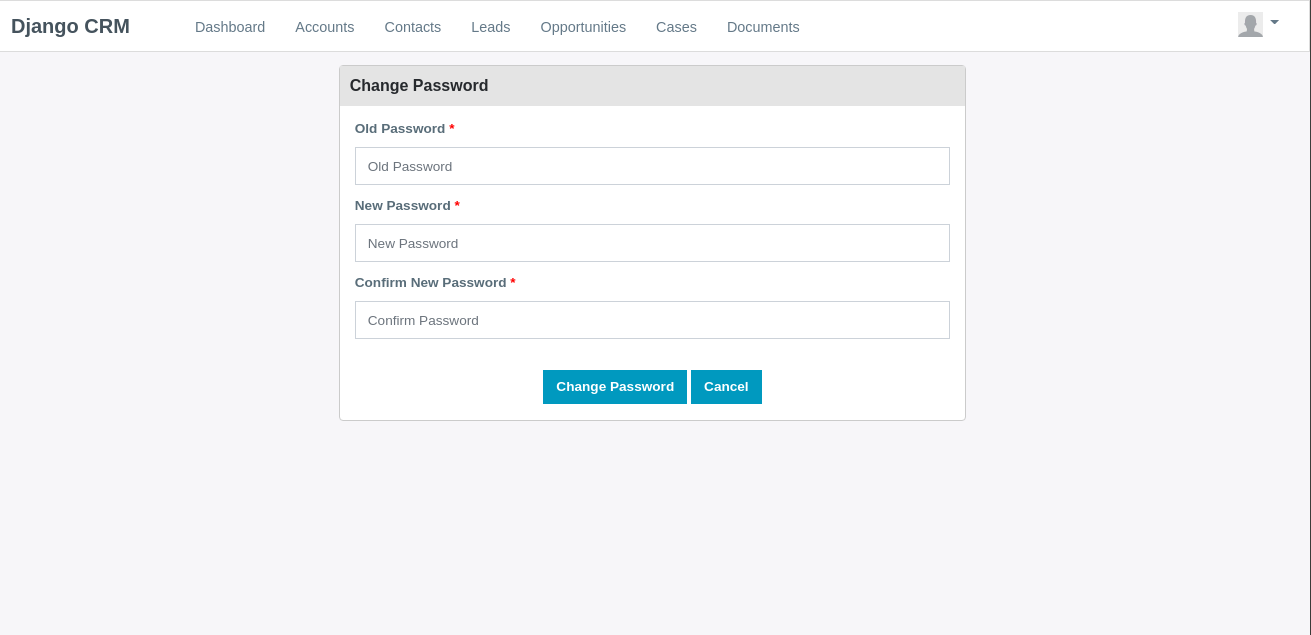 Django CRM Dashboard Accounts Contacts Leads Opportunities Cases Documents
Change Password
Old Password *
Old Password
New Password *
New Password
Confirm New Password *
Confirm Password
Change Password Cancel